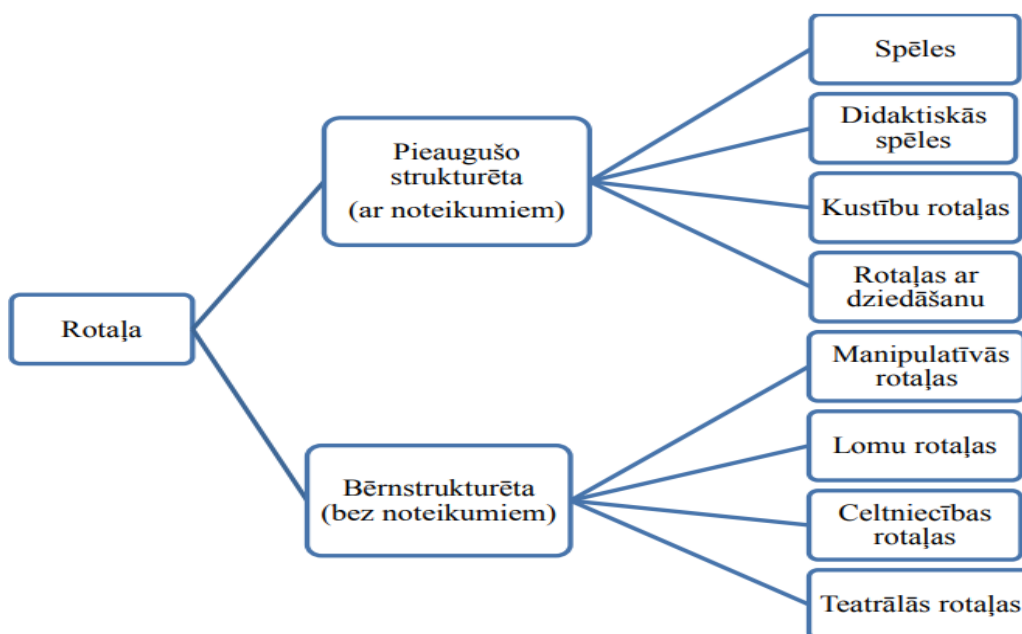 Rotaļa
Pieaugušo
strukturēta
(ar noteikumiem)
Spēles
Didaktiskās
spēles
Kustību rotaļas
Rotaļas ar
dziedāšanu
Bērnstrukturēta
(bez noteikumiem)
Manipulatīvās
rotaļas
Lomu rotaļas
Celtniecības
rotaļas
Teatrālās rotaļas